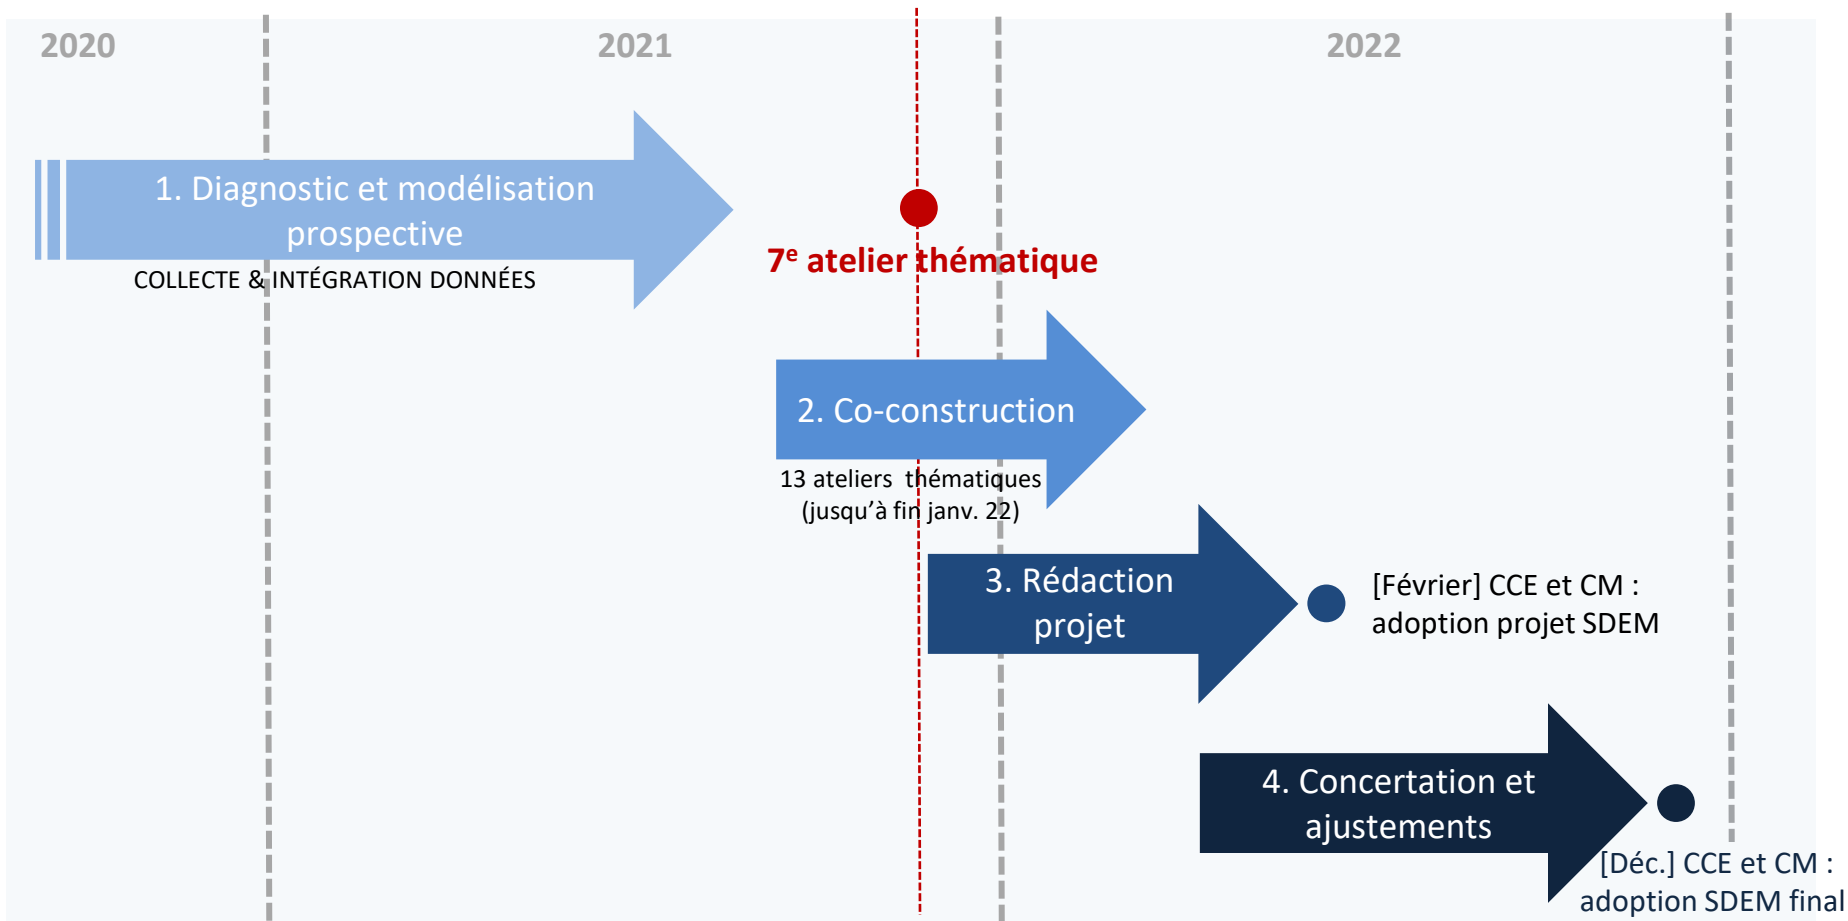 2020
2021
2022
1. Diagnostic et modélisation
prospective
COLLECTE & INTÉGRATION DONNÉES
7e atelier thématique
2. Co-construction
13 ateliers  thématiques
(jusqu’à fin janv. 22)
3. Rédaction
projet
[Février] CCE et CM :
adoption projet SDEM
4. Concertation et
ajustements
[Déc.] CCE et CM :
adoption SDEM final